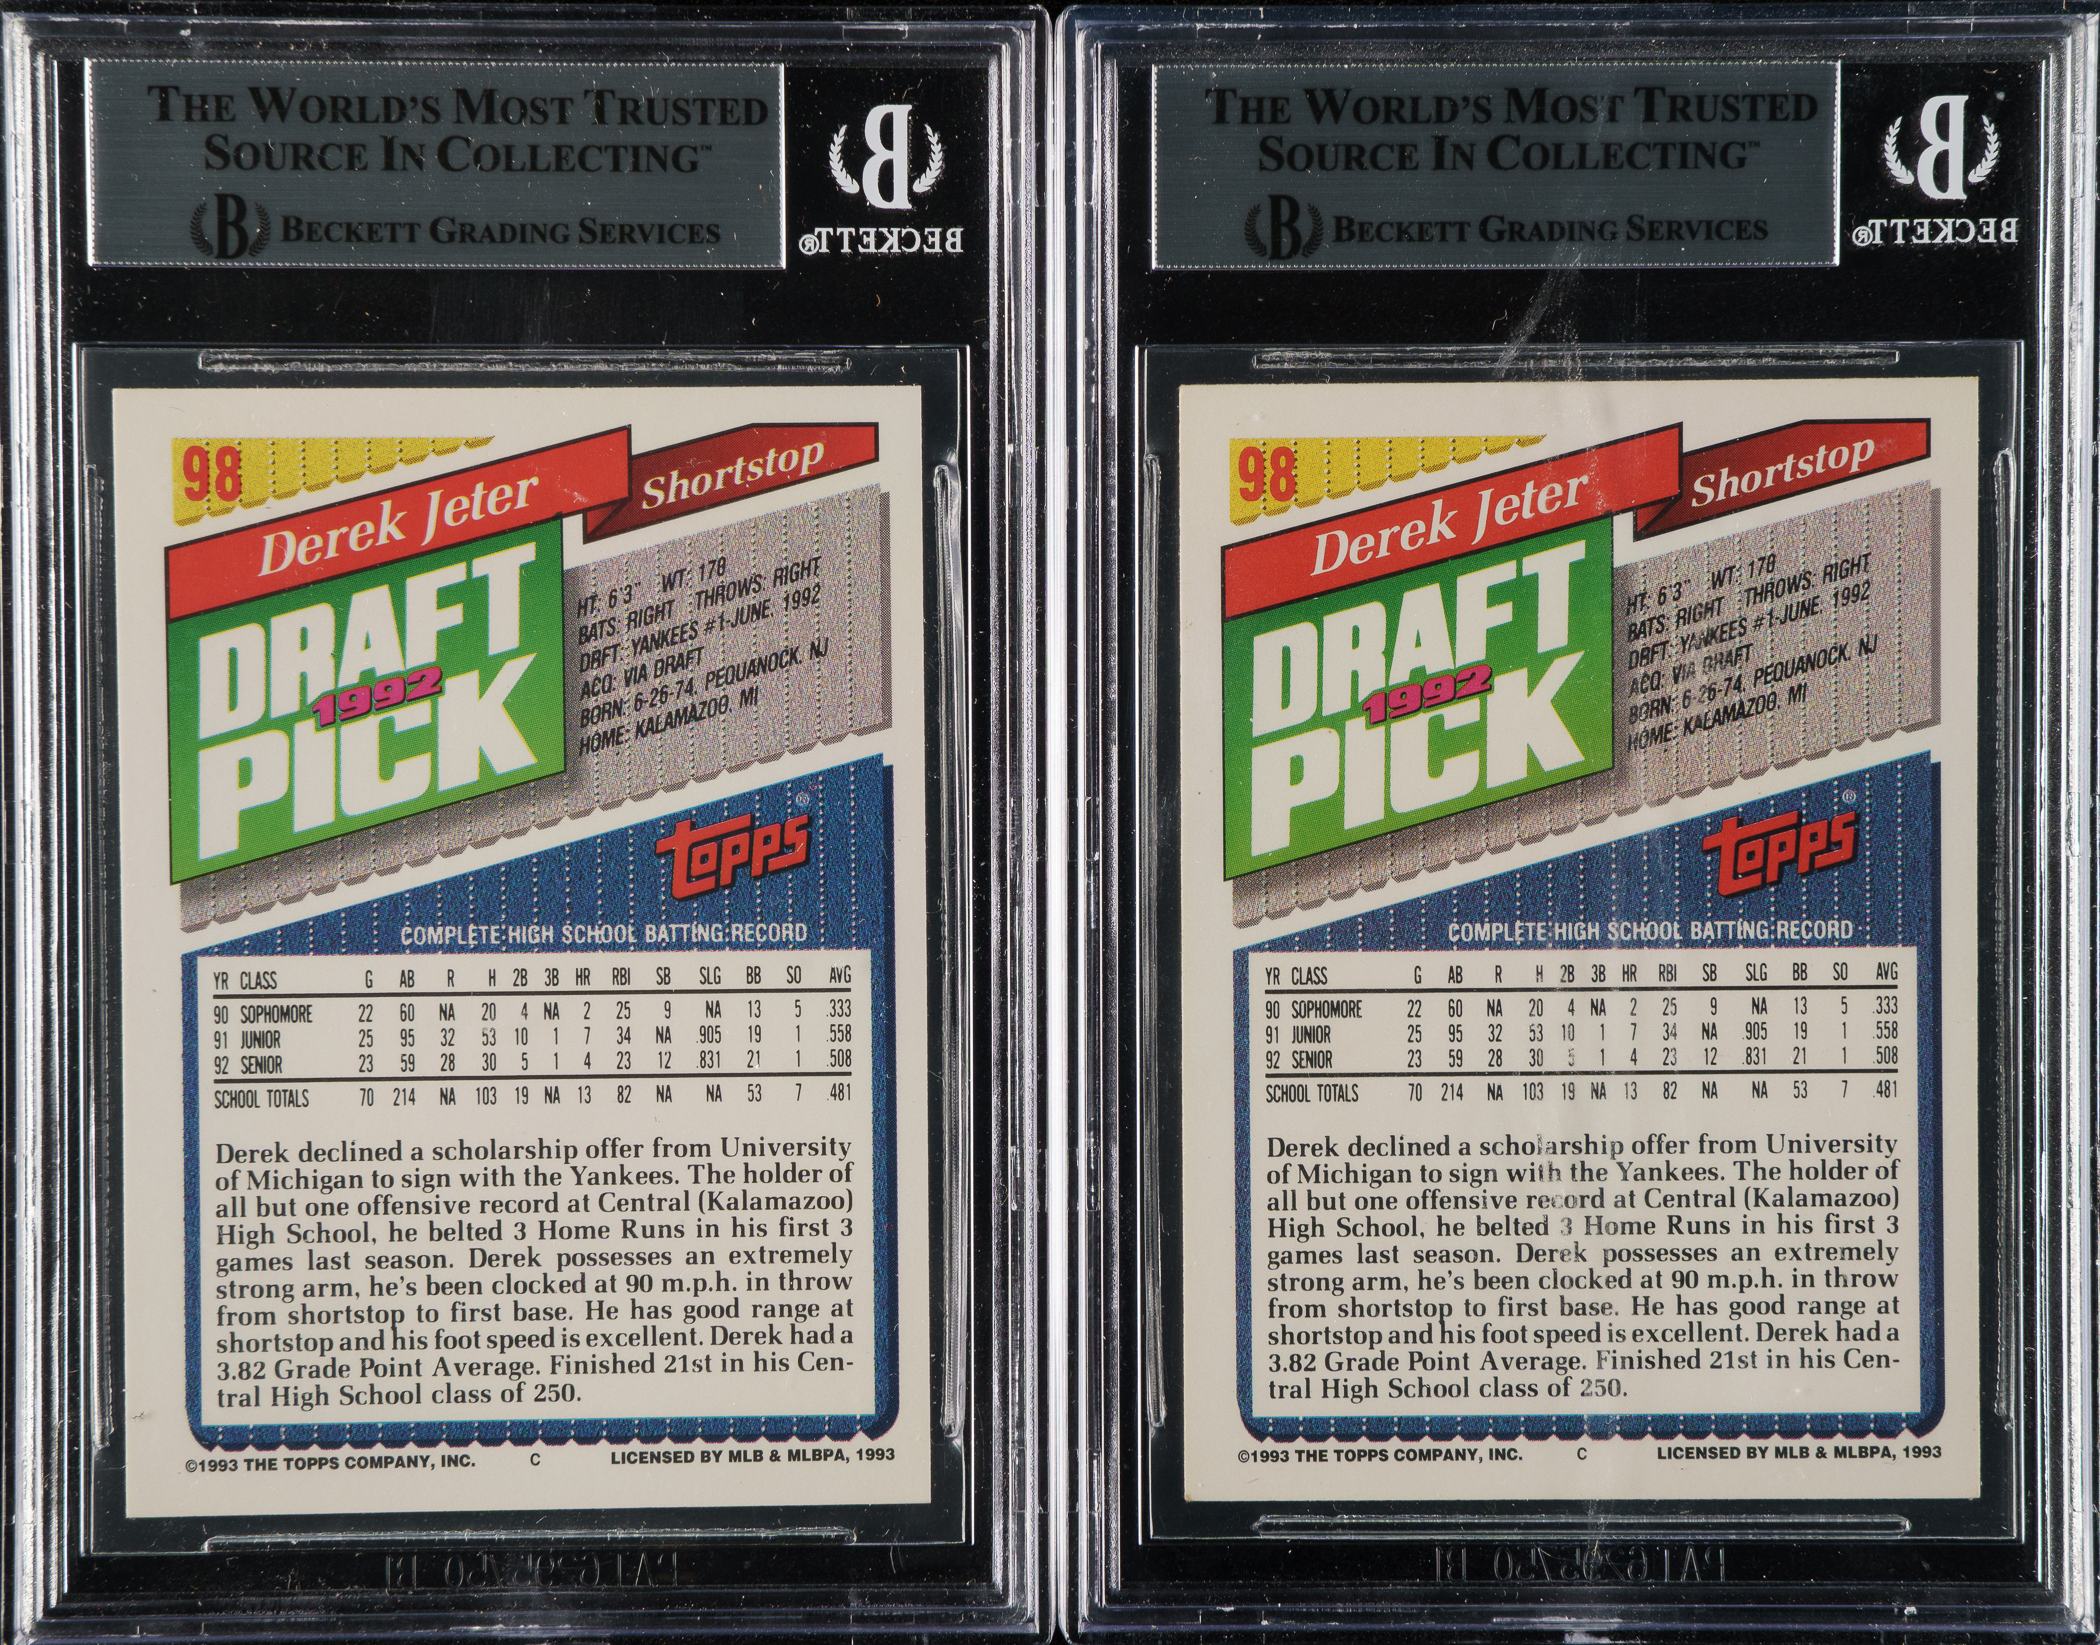 THE WORLD'S MOST TRUSTED
SOURCE IN COLLECTING™
B BECKETT GRADING SERVICES
B
BECKETT®
98
Derek Jeter
Shortstop
DRAFT
1992
PICK
HT: 6'3" WT: 178
BATS: RIGHT THROWS: RIGHT
DRFT: YANKEES #1-JUNE, 1992
ACQ: VIA DRAFT
BORN: 6-26-74, PEQUANOCK, NJ
HOME: KALAMAZOO, MI
Topps®
COMPLETE HIGH SCHOOL BATTING RECORD
YR CLASS G AB R H 2B 3B HR RBI SB SLG BB SO AVG
90 SOPHOMORE 22 60 NA 20 4 NA 2 25 9 NA 13 5 .333
91 JUNIOR 25 95 32 53 10 1 7 34 NA .905 19 1 .558
92 SENIOR 23 59 28 30 5 1 4 23 12 .831 21 1 .508
SCHOOL TOTALS 70 214 NA 103 19 NA 13 82 NA NA 53 7 .481
Derek declined a scholarship offer from University
of Michigan to sign with the Yankees. The holder of
all but one offensive record at Central (Kalamazoo)
High School, he belted 3 Home Runs in his first 3
games last season. Derek possesses an extremely
strong arm, he's been clocked at 90 m.p.h. in throw
from shortstop to first base. He has good range at
shortstop and his foot speed is excellent. Derek had a
3.82 Grade Point Average. Finished 21st in his Cen-
tral High School class of 250.
©1993 THE TOPPS COMPANY, INC. C LICENSED BY MLB & MLBPA, 1993
THE WORLD'S MOST TRUSTED
SOURCE IN COLLECTING™
B BECKETT GRADING SERVICES
B
BECKETT®
98
Derek Jeter
Shortstop
DRAFT
1992
PICK
HT: 6'3" WT: 178
BATS: RIGHT THROWS: RIGHT
DRFT: YANKEES #1-JUNE, 1992
ACQ: VIA DRAFT
BORN: 6-26-74, PEQUANOCK, NJ
HOME: KALAMAZOO, MI
Topps®
COMPLETE HIGH SCHOOL BATTING RECORD
YR CLASS G AB R H 2B 3B HR RBI SB SLG BB SO AVG
90 SOPHOMORE 22 60 NA 20 4 NA 2 25 9 NA 13 5 .333
91 JUNIOR 25 95 32 53 10 1 7 34 NA .905 19 1 .558
92 SENIOR 23 59 28 30 5 1 4 23 12 .831 21 1 .508
SCHOOL TOTALS 70 214 NA 103 19 NA 13 82 NA NA 53 7 .481
Derek declined a scholarship offer from University
of Michigan to sign with the Yankees. The holder of
all but one offensive record at Central (Kalamazoo)
High School, he belted 3 Home Runs in his first 3
games last season. Derek possesses an extremely
strong arm, he's been clocked at 90 m.p.h. in throw
from shortstop to first base. He has good range at
shortstop and his foot speed is excellent. Derek had a
3.82 Grade Point Average. Finished 21st in his Cen-
tral High School class of 250.
©1993 THE TOPPS COMPANY, INC. C LICENSED BY MLB & MLBPA, 1993